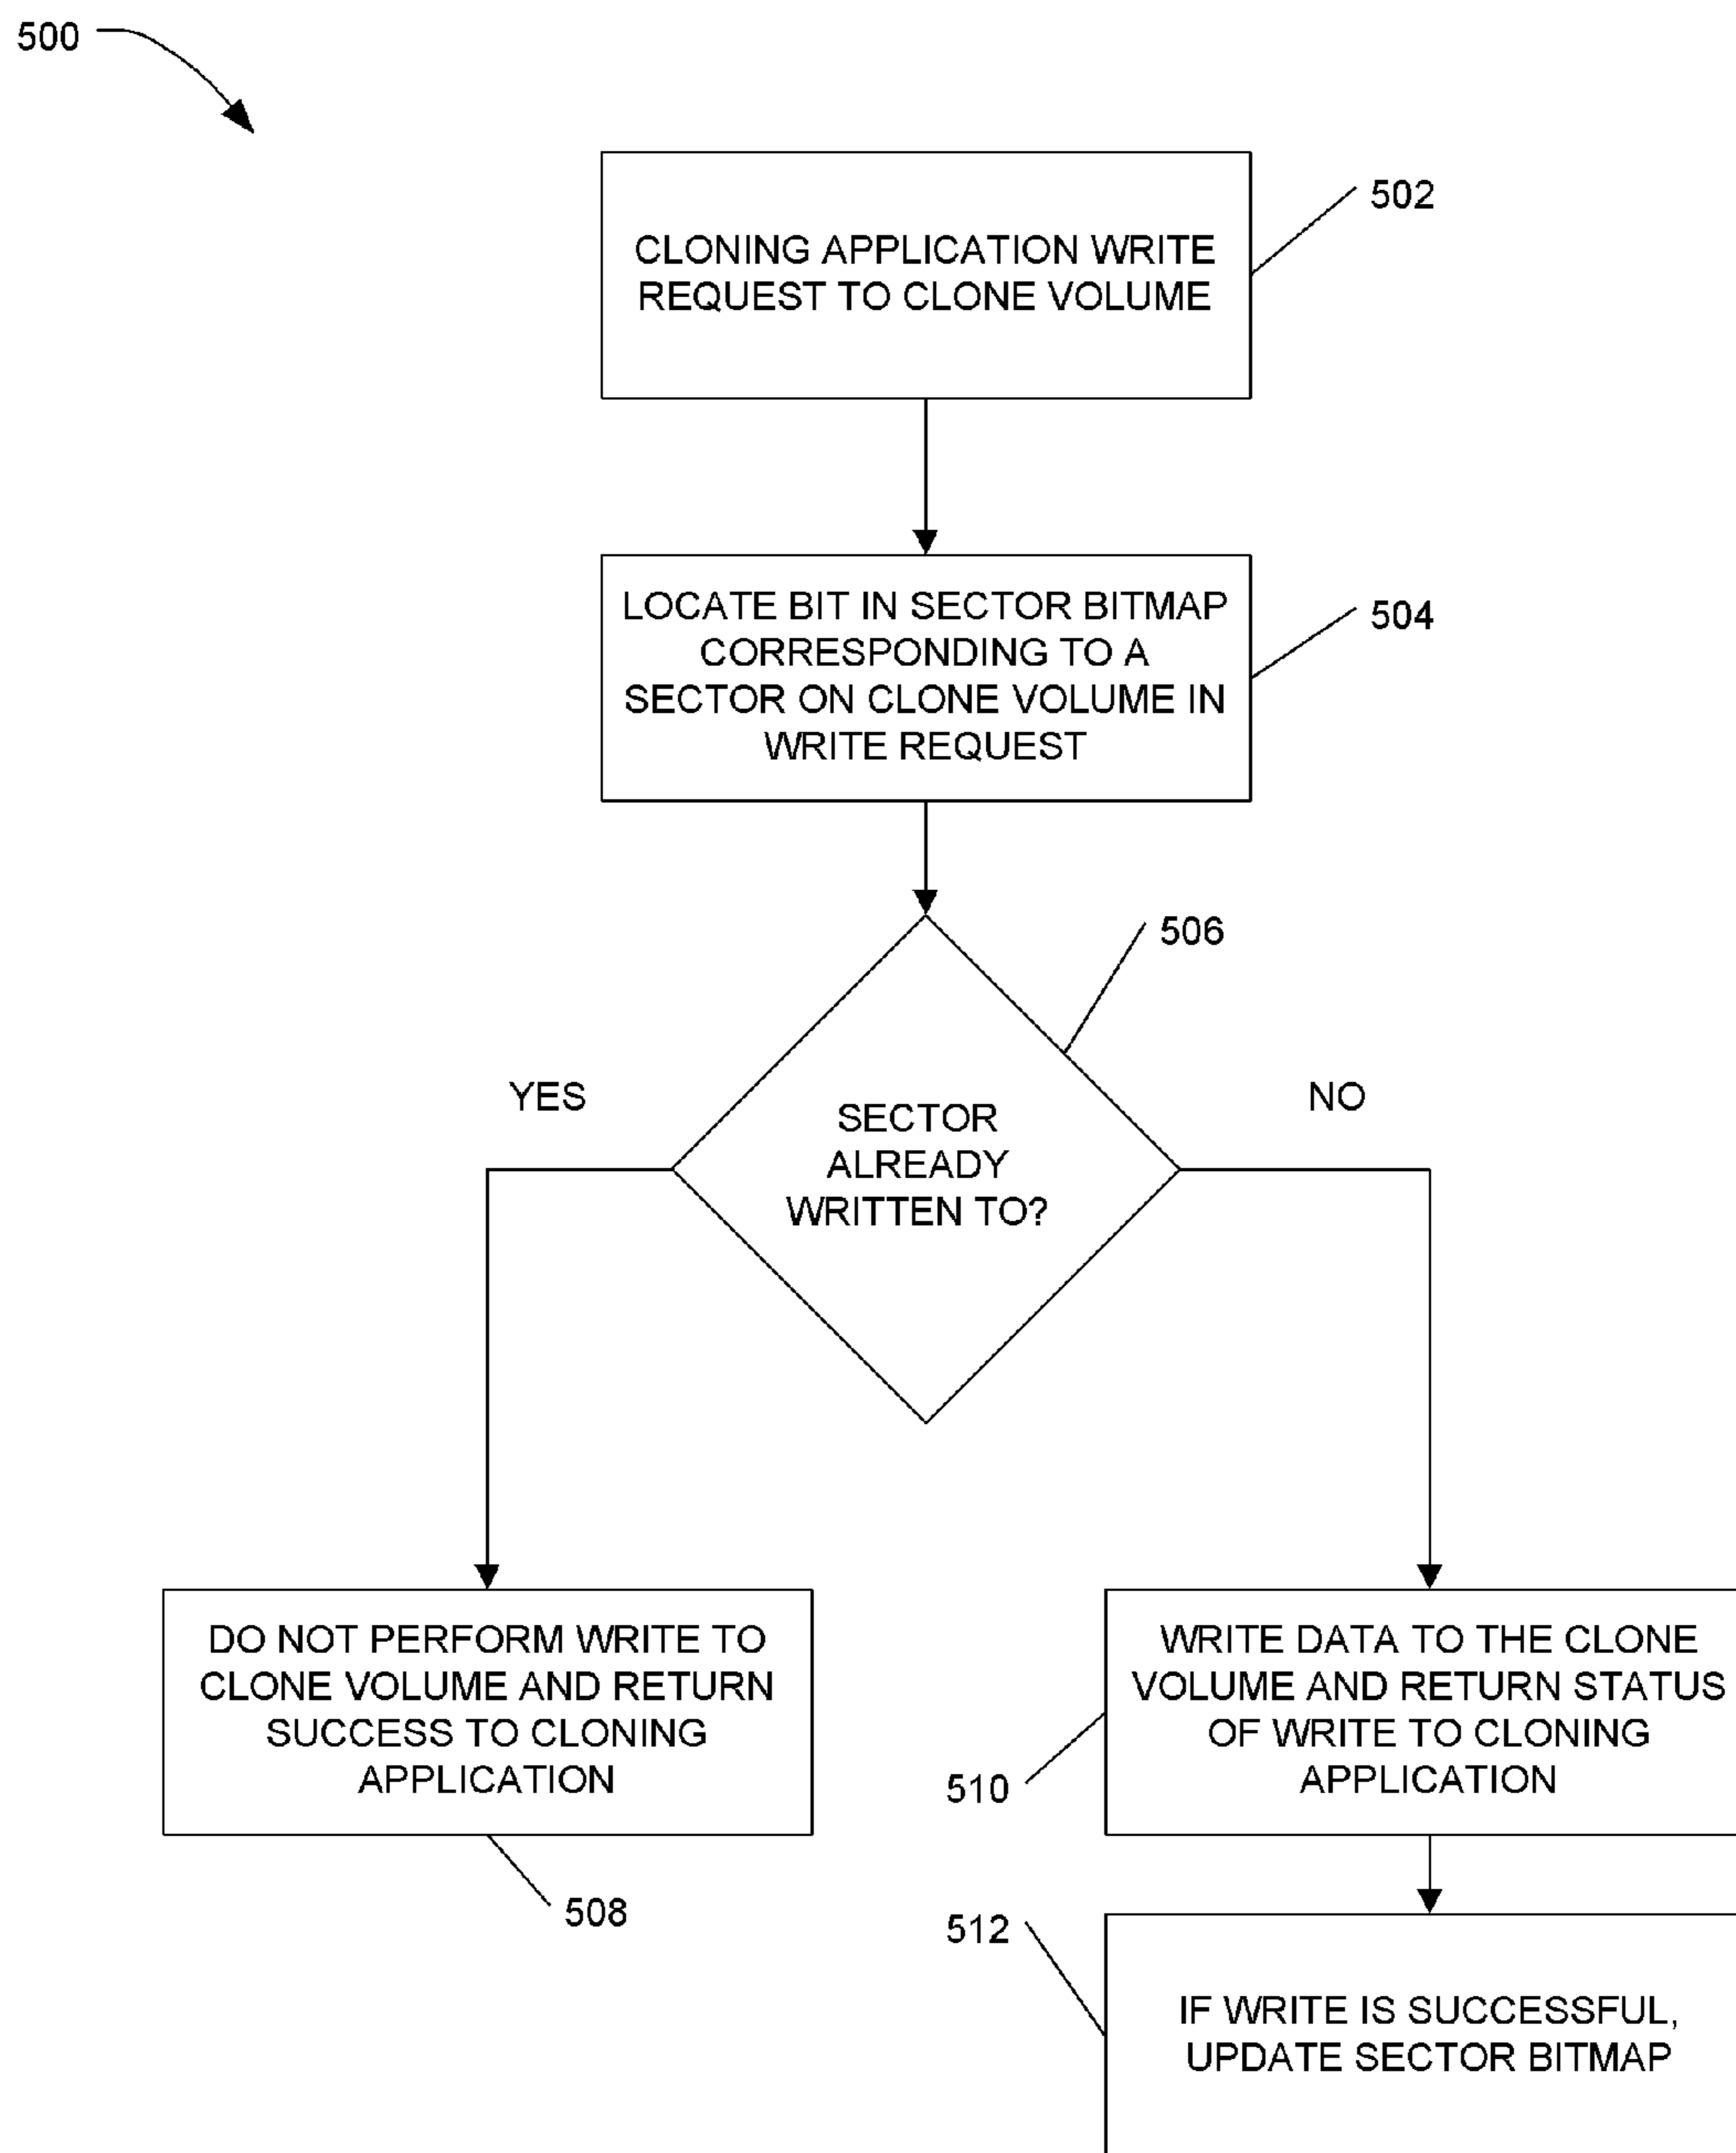 500
CLONING APPLICATION WRITE
REQUEST TO CLONE VOLUME
502
LOCATE BIT IN SECTOR BITMAP
CORRESPONDING TO A
SECTOR ON CLONE VOLUME IN
WRITE REQUEST
504
506
YES
NO
SECTOR
ALREADY
WRITTEN TO?
DO NOT PERFORM WRITE TO
CLONE VOLUME AND RETURN
SUCCESS TO CLONING
APPLICATION
508
WRITE DATA TO THE CLONE
VOLUME AND RETURN STATUS
OF WRITE TO CLONING
APPLICATION
510
512
IF WRITE IS SUCCESSFUL,
UPDATE SECTOR BITMAP